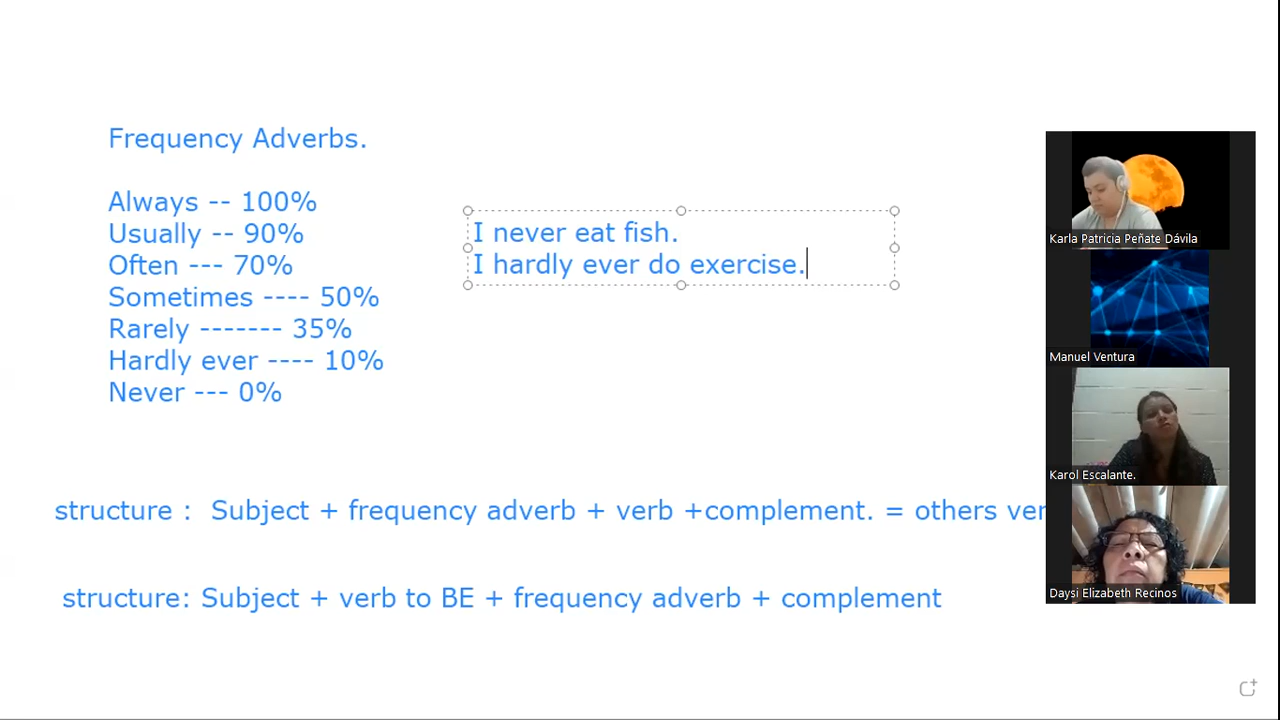 Frequency Adverbs.
Always -- 100%
Usually -- 90%
Often --- 70%
Sometimes ---- 50%
Rarely ------- 35%
Hardly ever ---- 10%
Never --- 0%
I never eat fish.
I hardly ever do exercise.
structure :  Subject + frequency adverb + verb +complement. = others ver
structure: Subject + verb to BE + frequency adverb + complement
Karla Patricia Peñate Dávila
Manuel Ventura
Karol Escalante.
Daysi Elizabeth Recinos